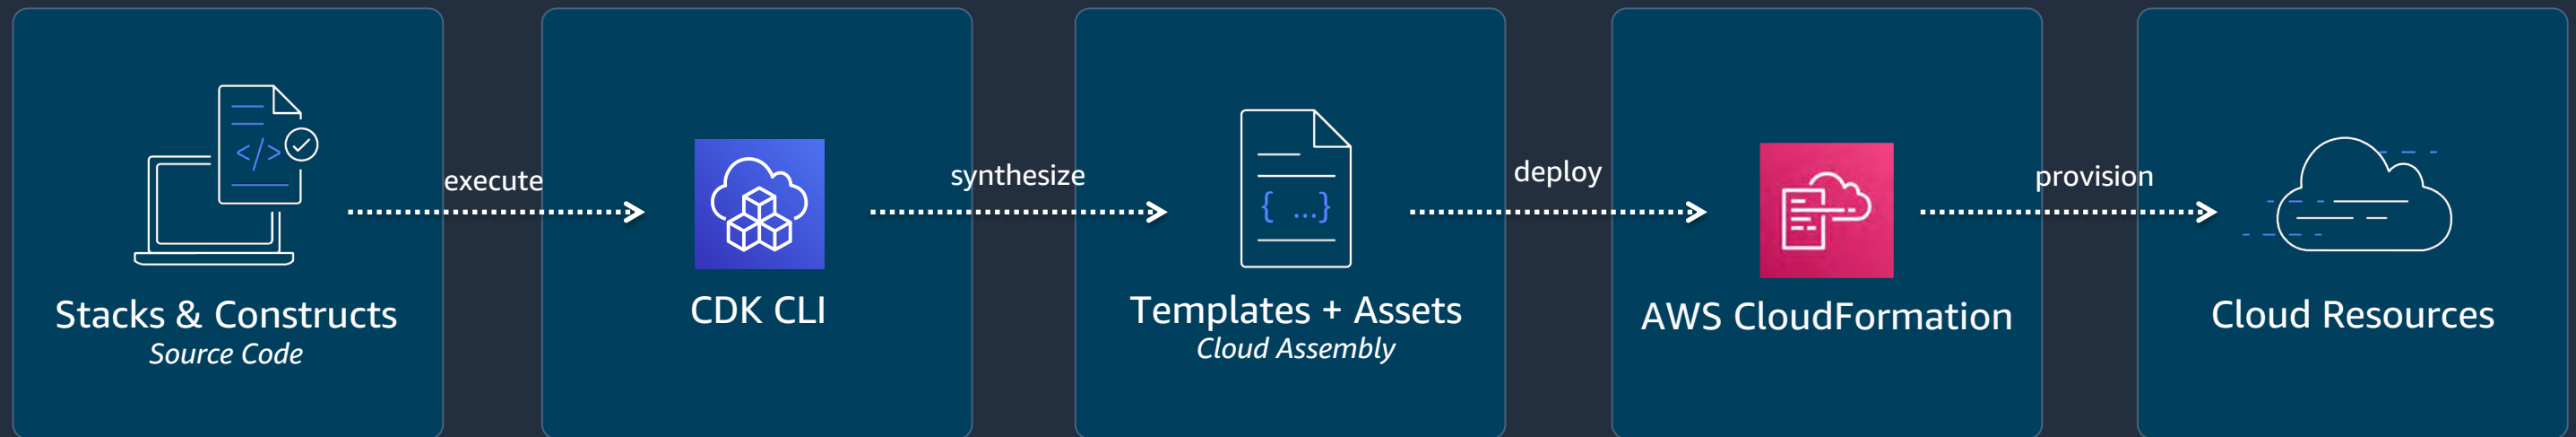 Stacks & Constructs
Source Code
</>
execute
CDK CLI
synthesize
{ ...}
Templates + Assets
Cloud Assembly
deploy
AWS CloudFormation
provision
Cloud Resources